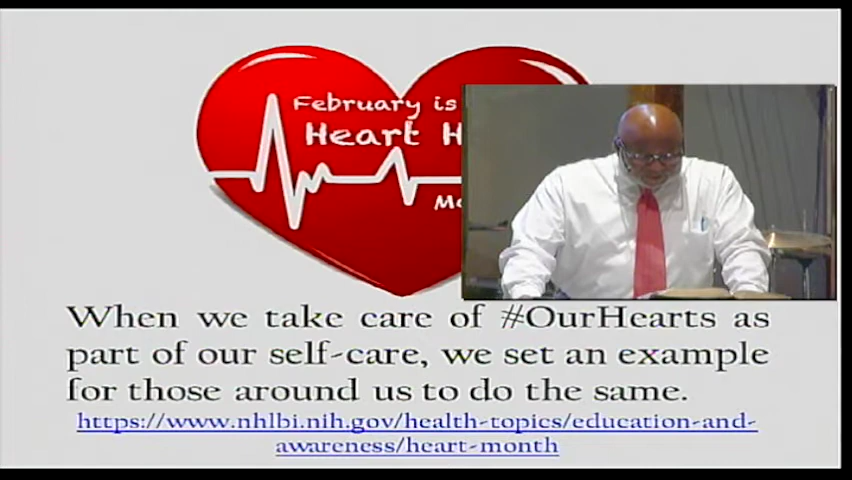 February is
Heart H
Mo
When we take care of #OurHearts as
part of our self-care, we set an example
for those around us to do the same.
https://www.nhlbi.nih.gov/health-topics/education-and-
awareness/heart-month